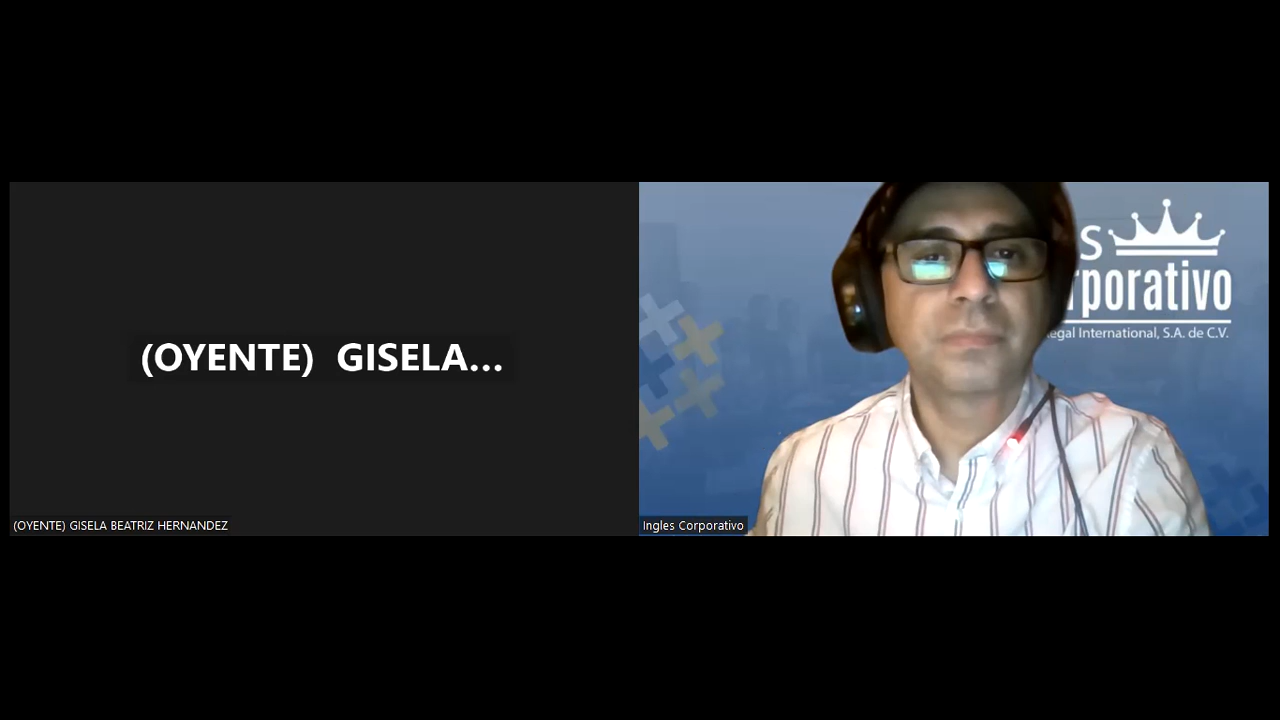 (OYENTE) GISELA...
(OYENTE) GISELA BEATRIZ HERNANDEZ
S
rporativo
egal International, S.A. de C.V.
Ingles Corporativo